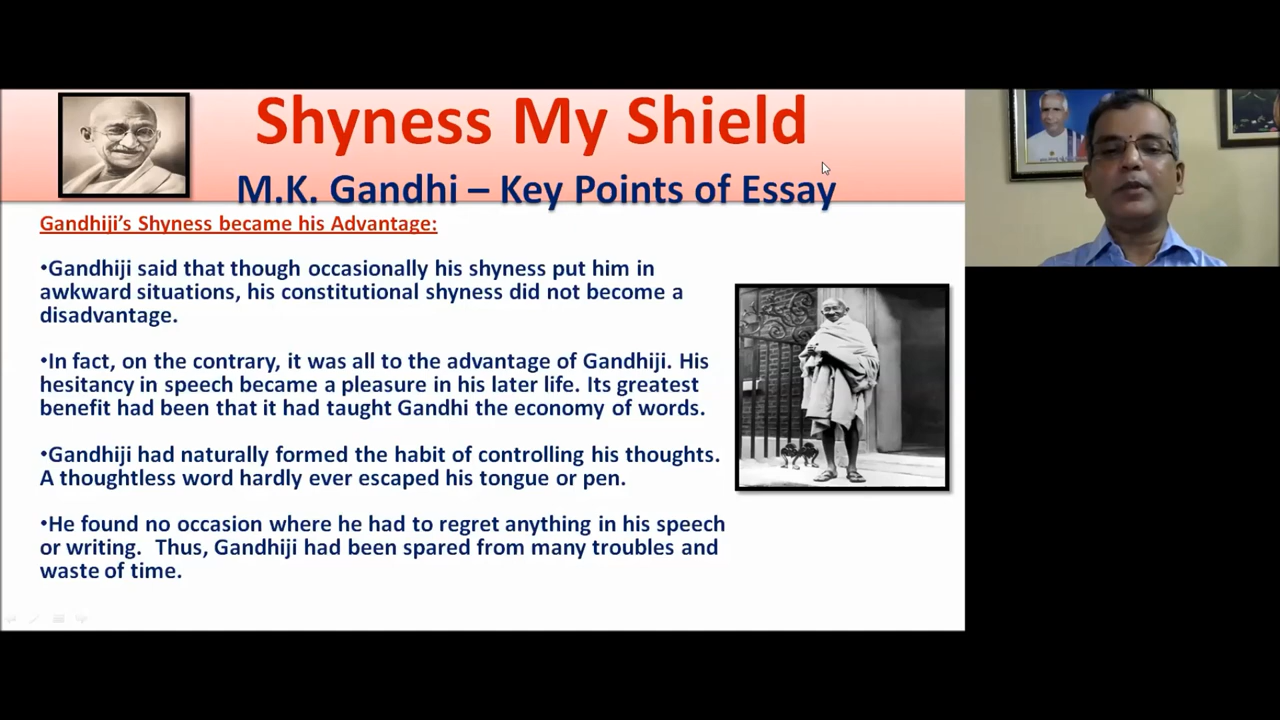 Shyness My Shield
M.K. Gandhi – Key Points of Essay
Gandhiji's Shyness became his Advantage:
•Gandhiji said that though occasionally his shyness put him in
awkward situations, his constitutional shyness did not become a
disadvantage.
•In fact, on the contrary, it was all to the advantage of Gandhiji. His
hesitancy in speech became a pleasure in his later life. Its greatest
benefit had been that it had taught Gandhi the economy of words.
•Gandhiji had naturally formed the habit of controlling his thoughts.
A thoughtless word hardly ever escaped his tongue or pen.
•He found no occasion where he had to regret anything in his speech
or writing.  Thus, Gandhiji had been spared from many troubles and
waste of time.